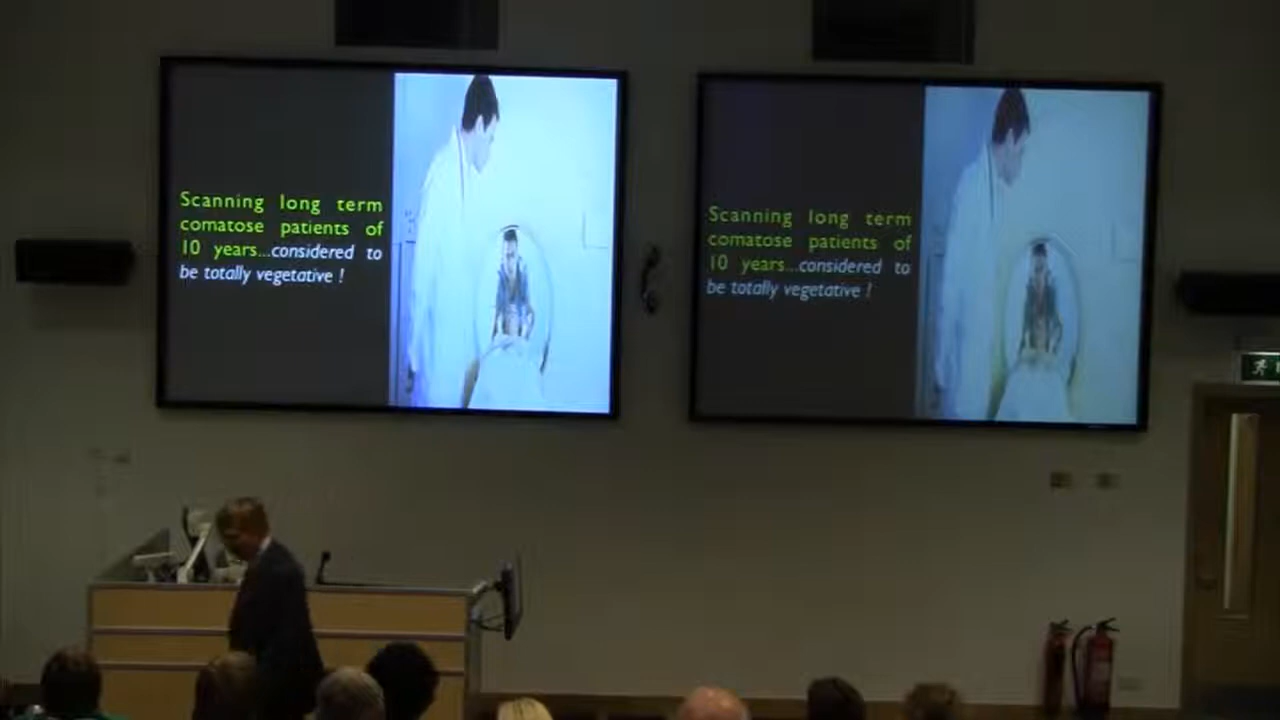 Scanning long term
comatose patients of
10 years...considered to
be totally vegetative !
Scanning long term
comatose patients of
10 years...considered to
be totally vegetative !